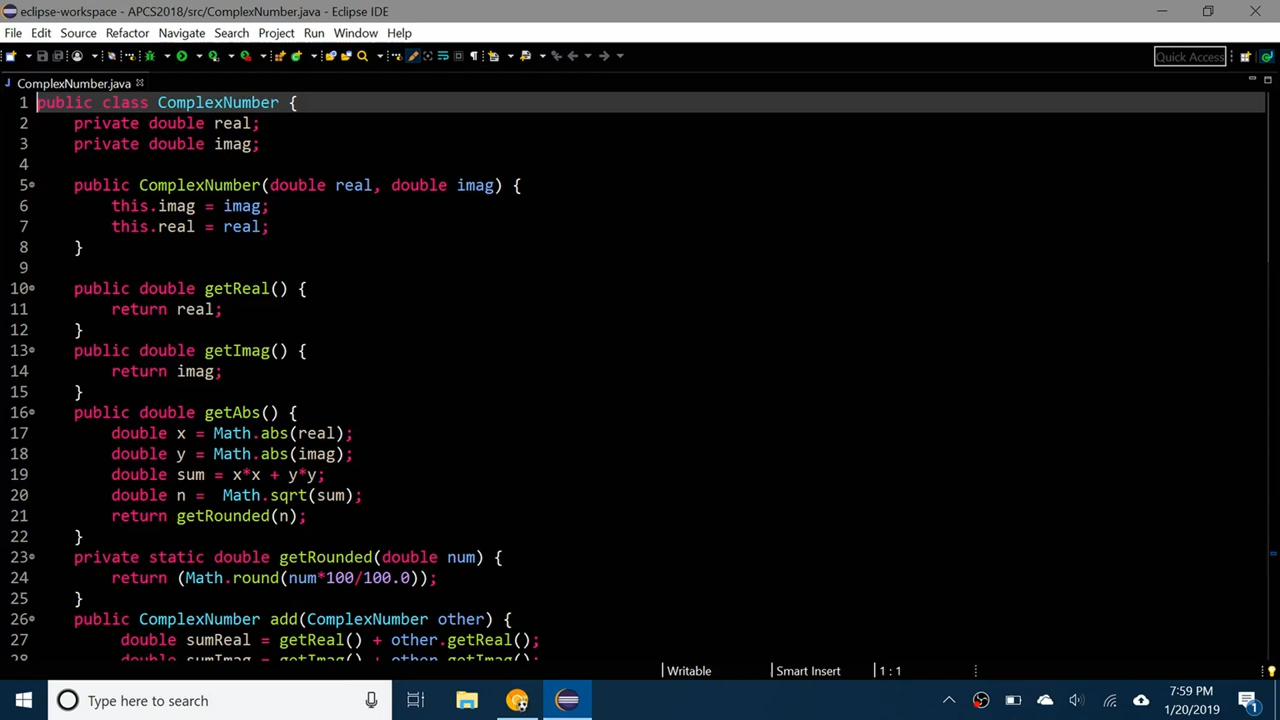 eclipse-workspace - APCS2018/src/ComplexNumber.java - Eclipse IDE
File Edit Source Refactor Navigate Search Project Run Window Help
Quick Access
ComplexNumber.java
1 public class ComplexNumber {
2 private double real;
3 private double imag;
4
5 public ComplexNumber(double real, double imag) {
6 this.imag = imag;
7 this.real = real;
8 }
9
10 public double getReal() {
11 return real;
12 }
13 public double getImag() {
14 return imag;
15 }
16 public double getAbs() {
17 double x = Math.abs(real);
18 double y = Math.abs(imag);
19 double sum = x*x + y*y;
20 double n =  Math.sqrt(sum);
21 return getRounded(n);
22 }
23 private static double getRounded(double num) {
24 return (Math.round(num*100/100.0));
25 }
26 public ComplexNumber add(ComplexNumber other) {
27 double sumReal = getReal() + other.getReal();
28 double sumImag = getImag() + other.getImag();
Writable Smart Insert 1 : 1
Type here to search
7:59 PM
1/20/2019
1